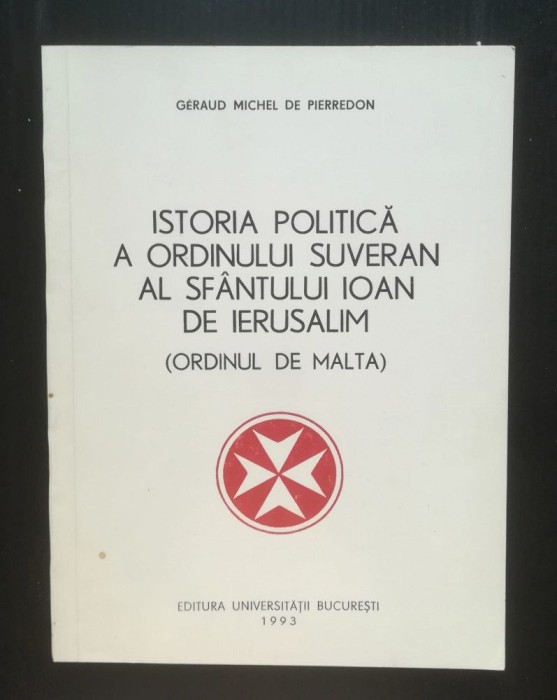 GÉRAUD MICHEL DE PIERREDON
ISTORIA POLITICĂ
A ORDINULUI SUVERAN
AL SFÂNTULUI IOAN
DE IERUSALIM
(ORDINUL DE MALTA)
EDITURA UNIVERSITĂȚII BUCUREȘTI
1993